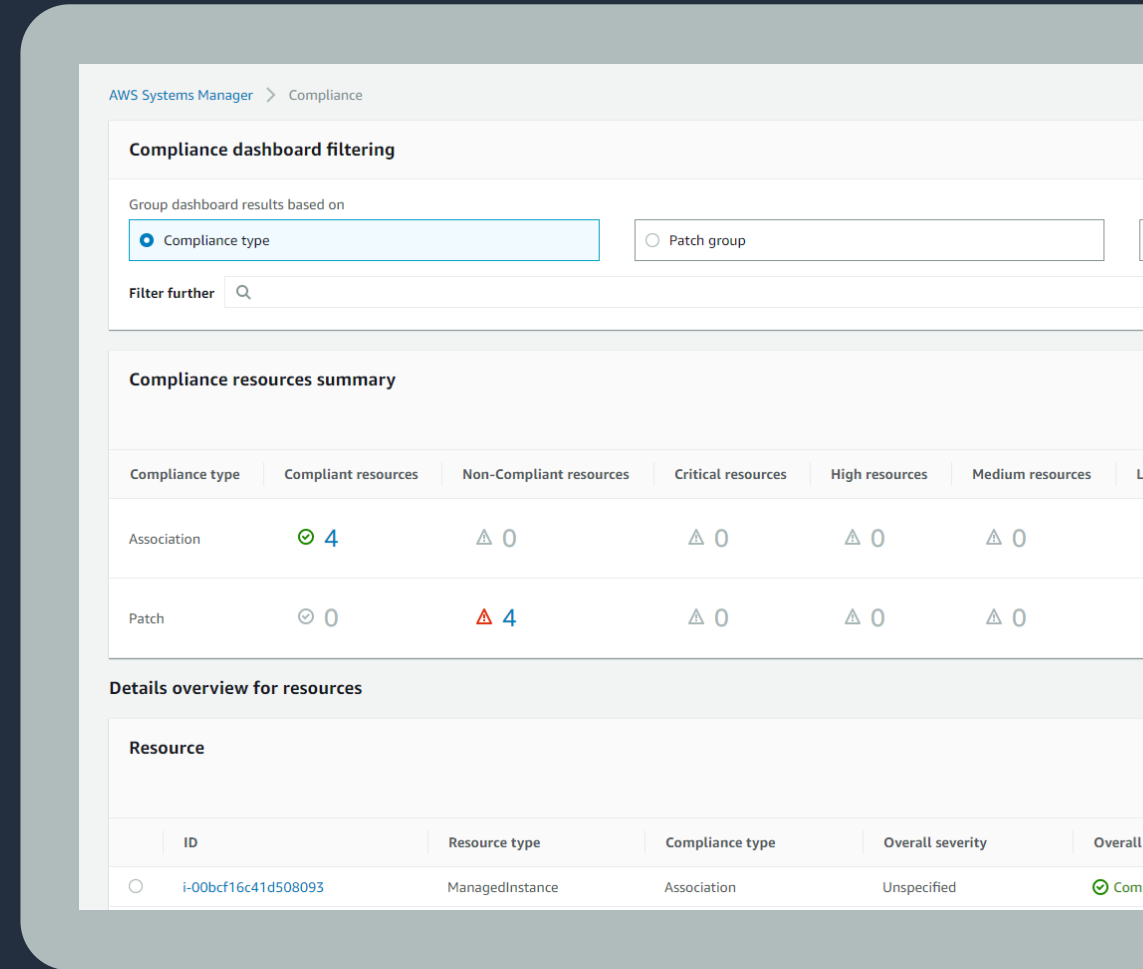 AWS Systems Manager > Compliance
Compliance dashboard filtering
Group dashboard results based on
Compliance type Patch group
Filter further
Compliance resources summary
Compliance type Compliant resources Non-Compliant resources Critical resources High resources Medium resources L
Association 4 0 0 0 0
Patch 0 4 0 0 0
Details overview for resources
Resource
ID Resource type Compliance type Overall severity Overall
i-00bcf16c41d508093 ManagedInstance Association Unspecified Com